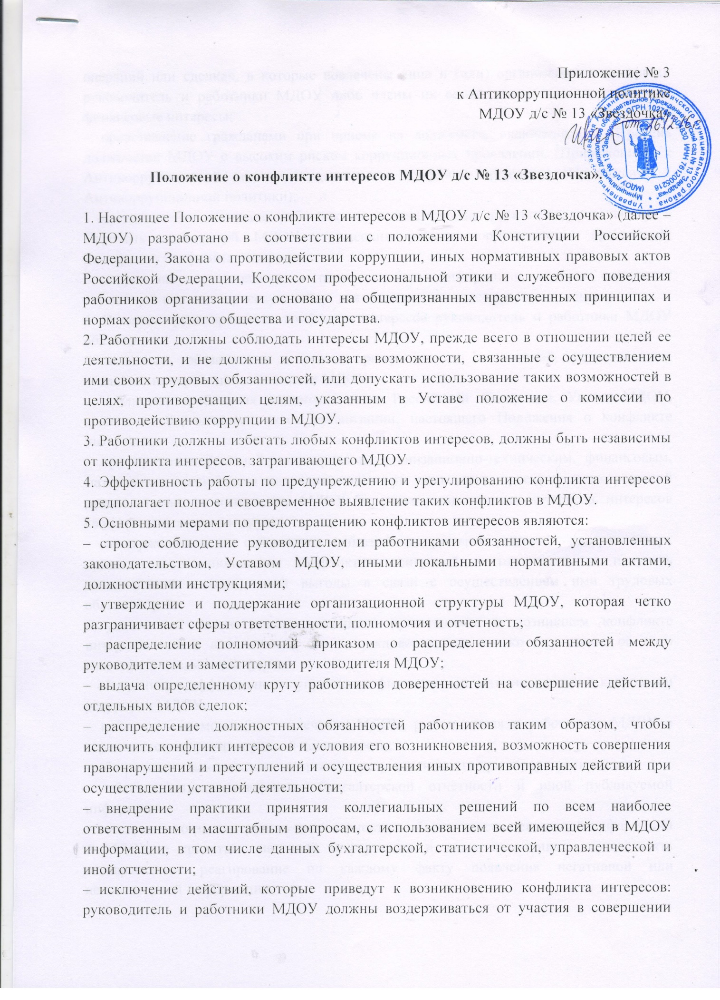 Приложение № 3
к Антикоррупционной политике
МДОУ д/с № 13 «Звездочка»
от 26.12.16
Положение о конфликте интересов МДОУ д/с № 13 «Звездочка».
1. Настоящее Положение о конфликте интересов в МДОУ д/с № 13 «Звездочка» (далее –
МДОУ) разработано в соответствии с положениями Конституции Российской
Федерации, Закона о противодействии коррупции, иных нормативных правовых актов
Российской Федерации, Кодексом профессиональной этики и служебного поведения
работников организации и основано на общепризнанных нравственных принципах и
нормах российского общества и государства.
2. Работники должны соблюдать интересы МДОУ, прежде всего в отношении целей ее
деятельности, и не должны использовать возможности, связанные с осуществлением
ими своих трудовых обязанностей, или допускать использование таких возможностей в
целях, противоречащих целям, указанным в Уставе положение о комиссии по
противодействию коррупции в МДОУ.
3. Работники должны избегать любых конфликтов интересов, должны быть независимы
от конфликта интересов, затрагивающего МДОУ.
4. Эффективность работы по предупреждению и урегулированию конфликта интересов
предполагает полное и своевременное выявление таких конфликтов в МДОУ.
5. Основными мерами по предотвращению конфликтов интересов являются:
– строгое соблюдение руководителем и работниками обязанностей, установленных
законодательством, Уставом МДОУ, иными локальными нормативными актами,
должностными инструкциями;
– утверждение и поддержание организационной структуры МДОУ, которая четко
разграничивает сферы ответственности, полномочия и отчетность;
– распределение полномочий приказом о распределении обязанностей между
руководителем и заместителями руководителя МДОУ;
– выдача определенному кругу работников доверенностей на совершение действий,
отдельных видов сделок;
– распределение должностных обязанностей работников таким образом, чтобы
исключить конфликт интересов и условия его возникновения, возможность совершения
правонарушений и преступлений и осуществления иных противоправных действий при
осуществлении уставной деятельности;
– внедрение практики принятия коллегиальных решений по всем наиболее
ответственным и масштабным вопросам, с использованием всей имеющейся в МДОУ
информации, в том числе данных бухгалтерской, статистической, управленческой и
иной отчетности;
– исключение действий, которые приведут к возникновению конфликта интересов:
руководитель и работники МДОУ должны воздерживаться от участия в совершении